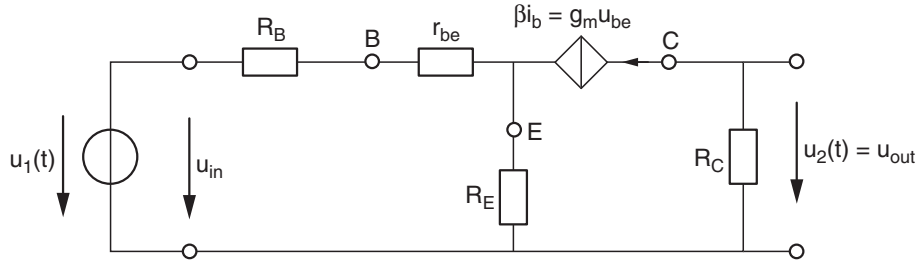 βi_b = g_m u_be
R_B
B
r_be
C
E
u_1(t)
u_in
R_E
R_C
u_2(t) = u_out